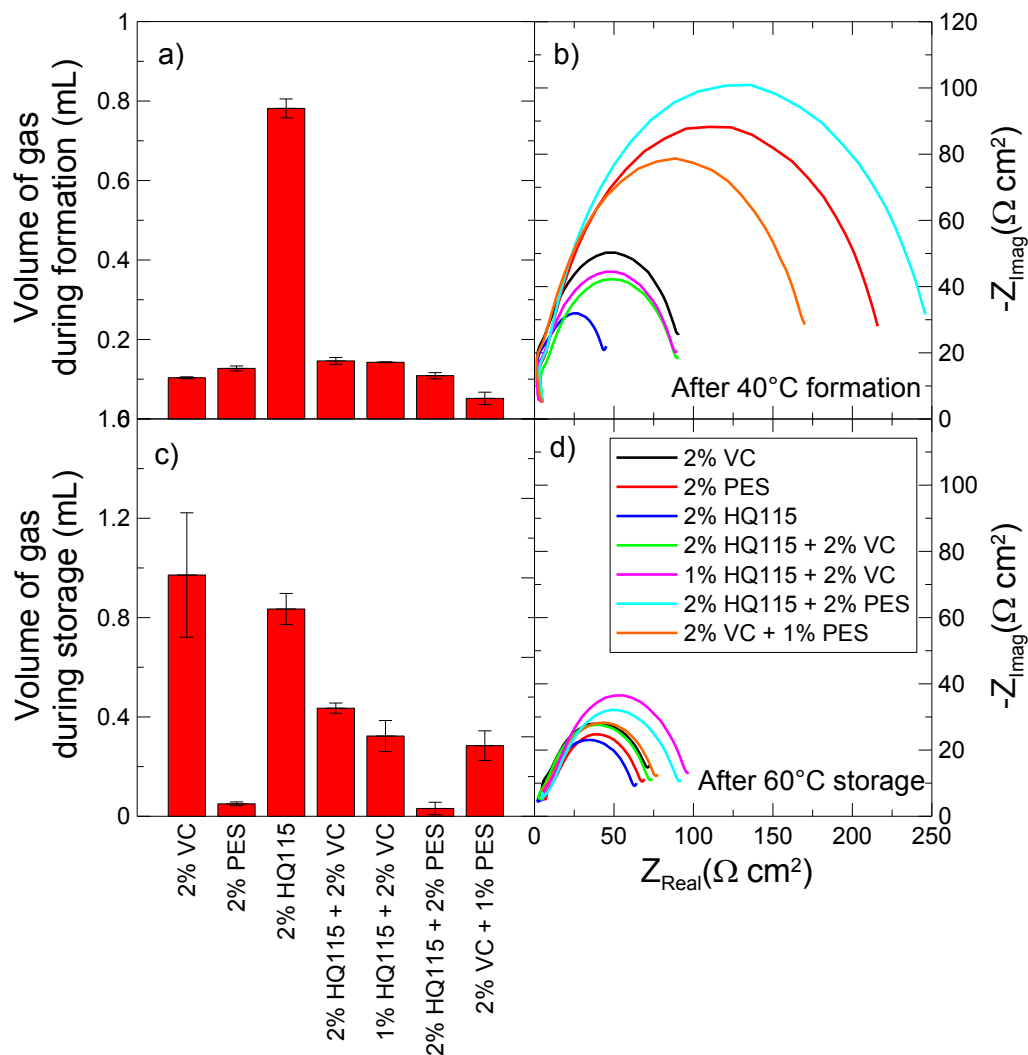 a)
Volume of gas
during formation (mL)
1
0.8
0.6
0.4
0.2
b)
120
100
80
60
40
20
0
-Z_Imag(Ω cm²)
After 40°C formation
c)
Volume of gas
during storage (mL)
1.2
0.8
0.4
0
2% VC
2% PES
2% HQ115
2% HQ115 + 2% VC
1% HQ115 + 2% VC
2% HQ115 + 2% PES
2% VC + 1% PES
d)
2% VC
2% PES
2% HQ115
2% HQ115 + 2% VC
1% HQ115 + 2% VC
2% HQ115 + 2% PES
2% VC + 1% PES
100
80
60
40
20
0
-Z_Imag(Ω cm²)
After 60°C storage
0
50
100
150
200
250
Z_Real(Ω cm²)